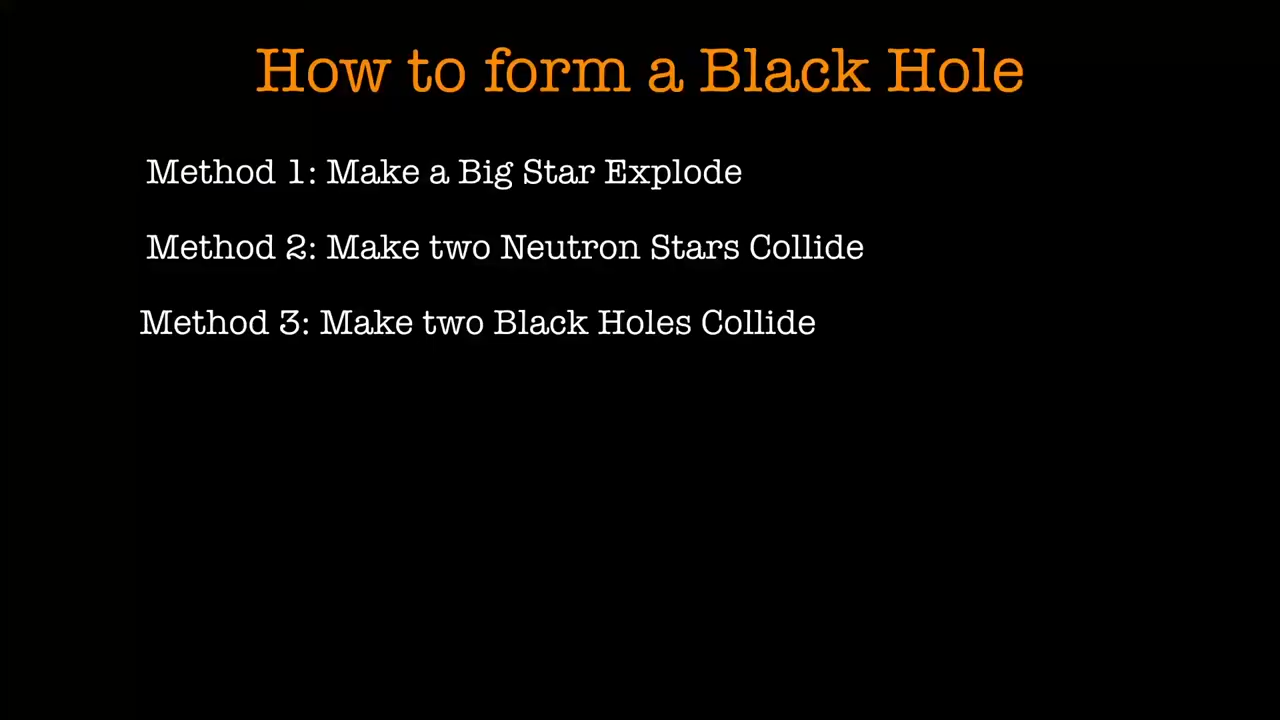 How to form a Black Hole
Method 1: Make a Big Star Explode
Method 2: Make two Neutron Stars Collide
Method 3: Make two Black Holes Collide